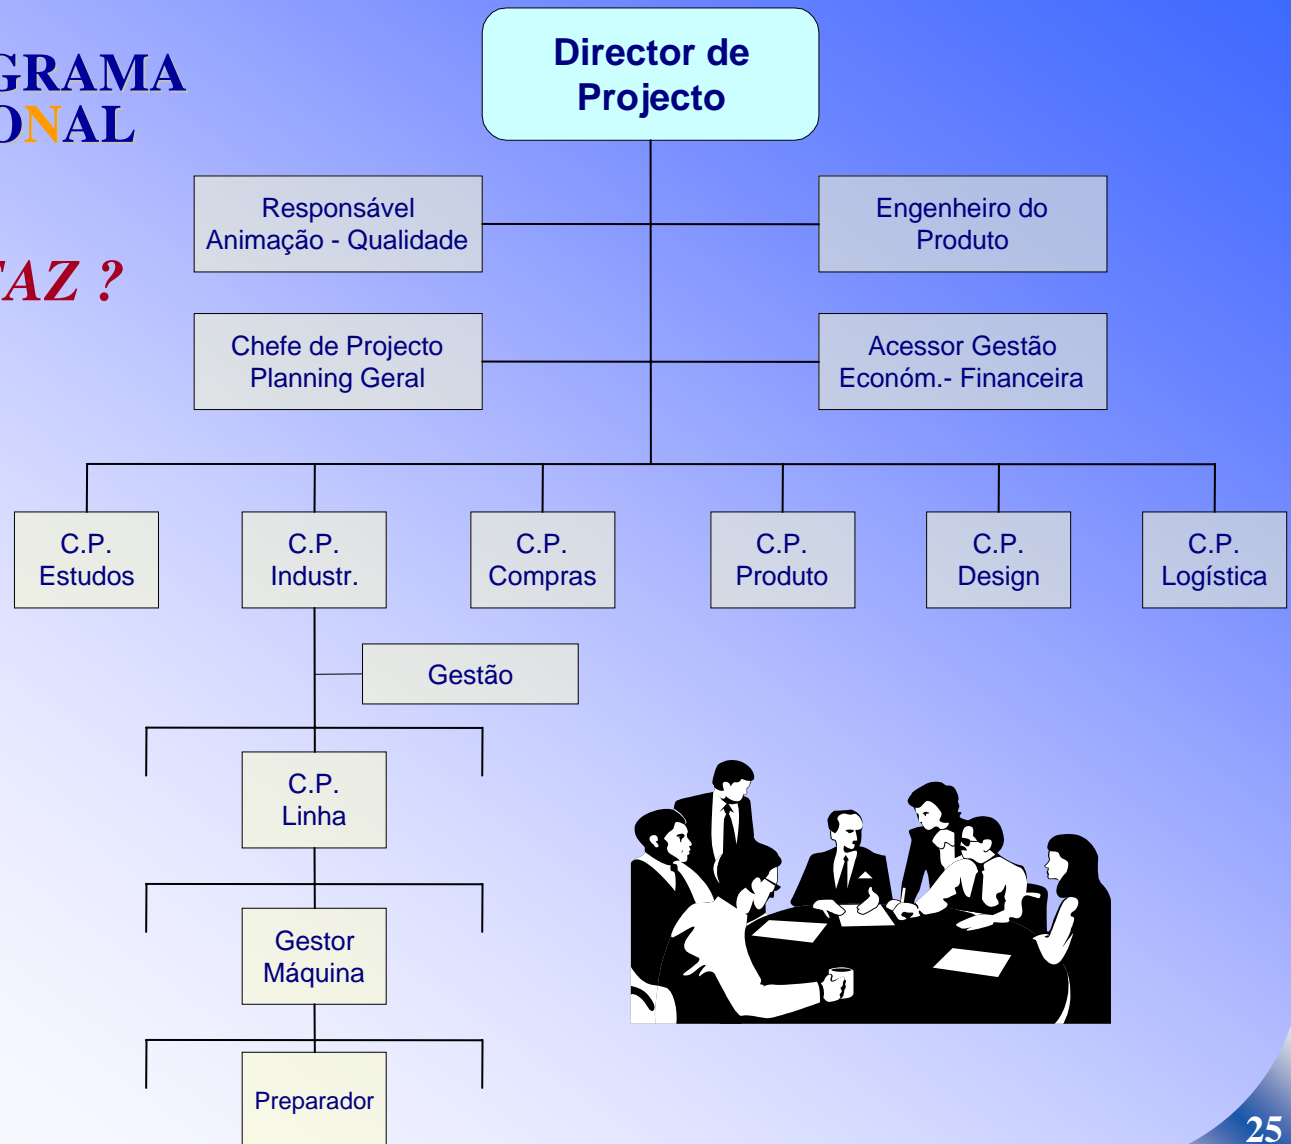 GRAMA
ONAL
FAZ ?
Director de
Projecto
Responsável
Animação - Qualidade
Engenheiro do
Produto
Chefe de Projecto
Planning Geral
Acessor Gestão
Económ.- Financeira
C.P.
Estudos
C.P.
Industr.
C.P.
Compras
C.P.
Produto
C.P.
Design
C.P.
Logística
Gestão
C.P.
Linha
Gestor
Máquina
Preparador
25